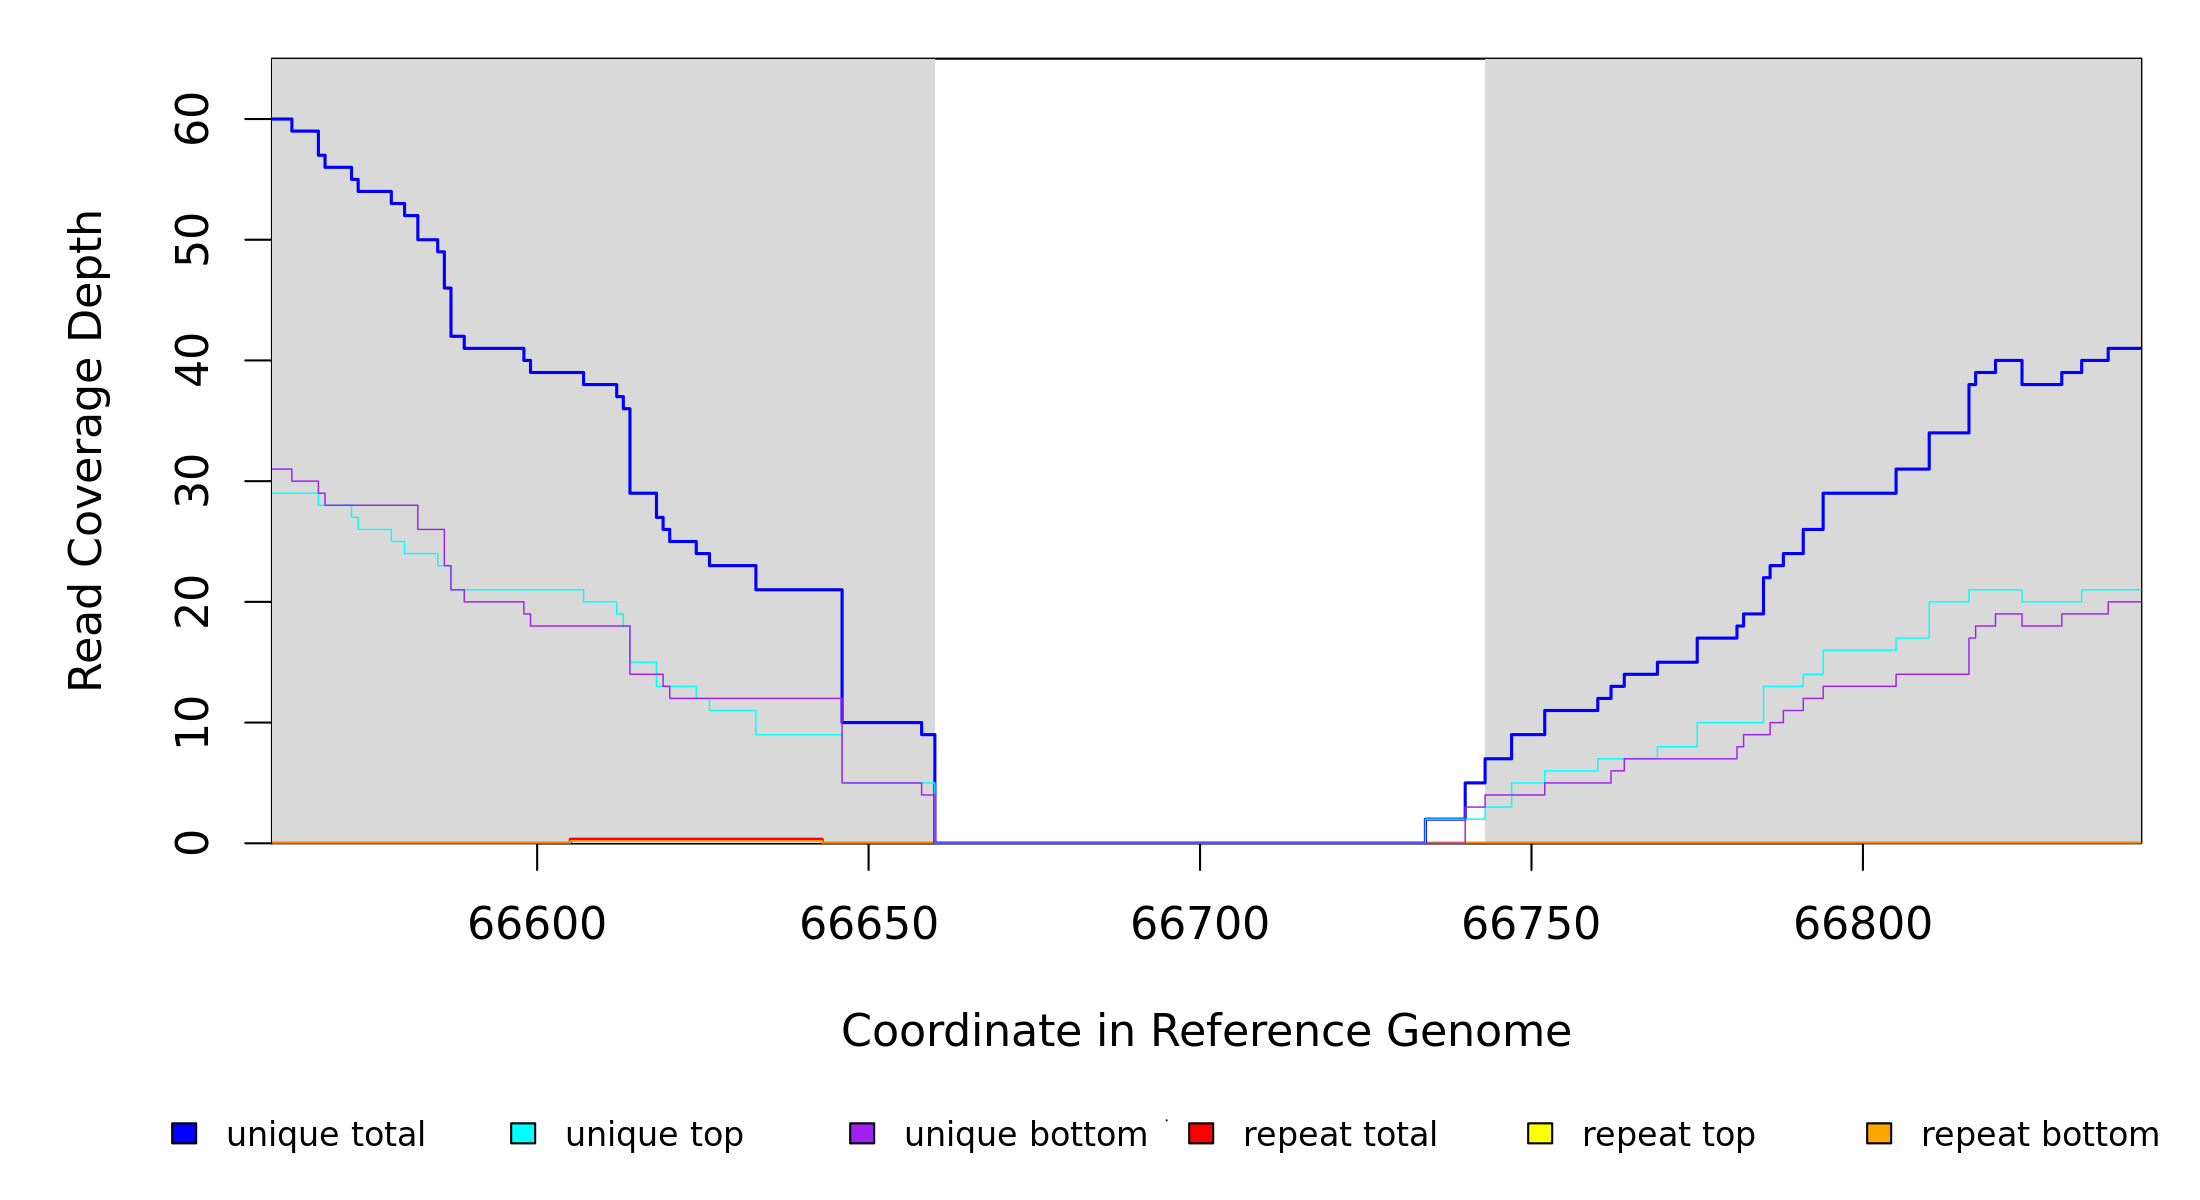 Read Coverage Depth
60
50
40
30
20
10
0
66600 66650 66700 66750 66800
Coordinate in Reference Genome
unique total unique top unique bottom repeat total repeat top repeat bottom